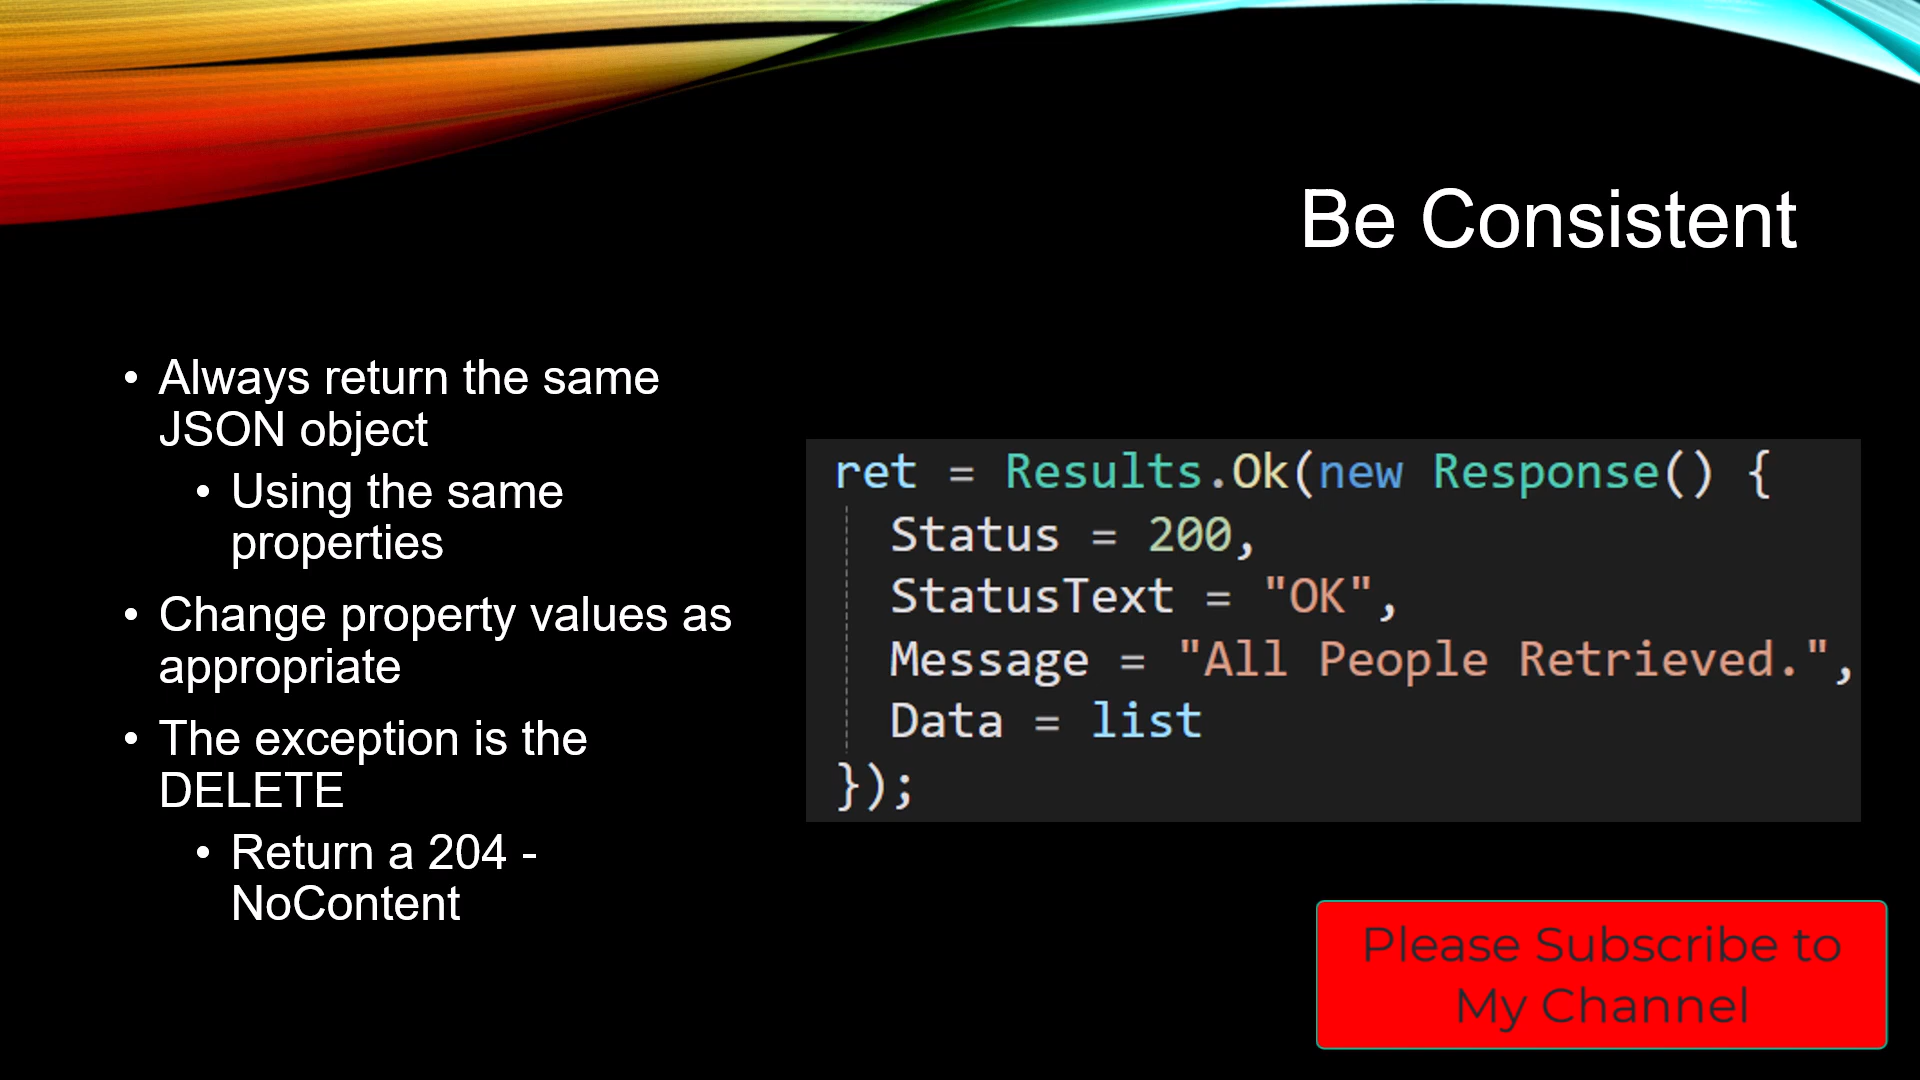 Be Consistent
• Always return the same
JSON object
• Using the same
properties
• Change property values as
appropriate
• The exception is the
DELETE
• Return a 204 -
NoContent
ret = Results.Ok(new Response() {
Status = 200,
StatusText = "OK",
Message = "All People Retrieved.",
Data = list
});
Please Subscribe to
My Channel